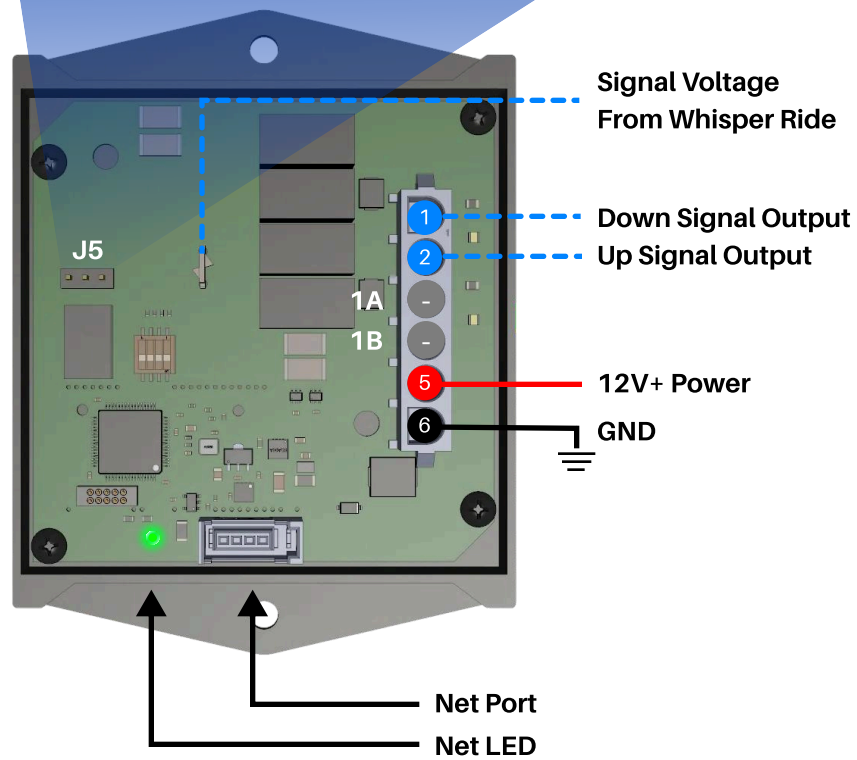 Signal Voltage
From Whisper Ride
1
Down Signal Output
2
Up Signal Output
J5
1A
-
1B
-
5
12V+ Power
6
GND
Net Port
Net LED